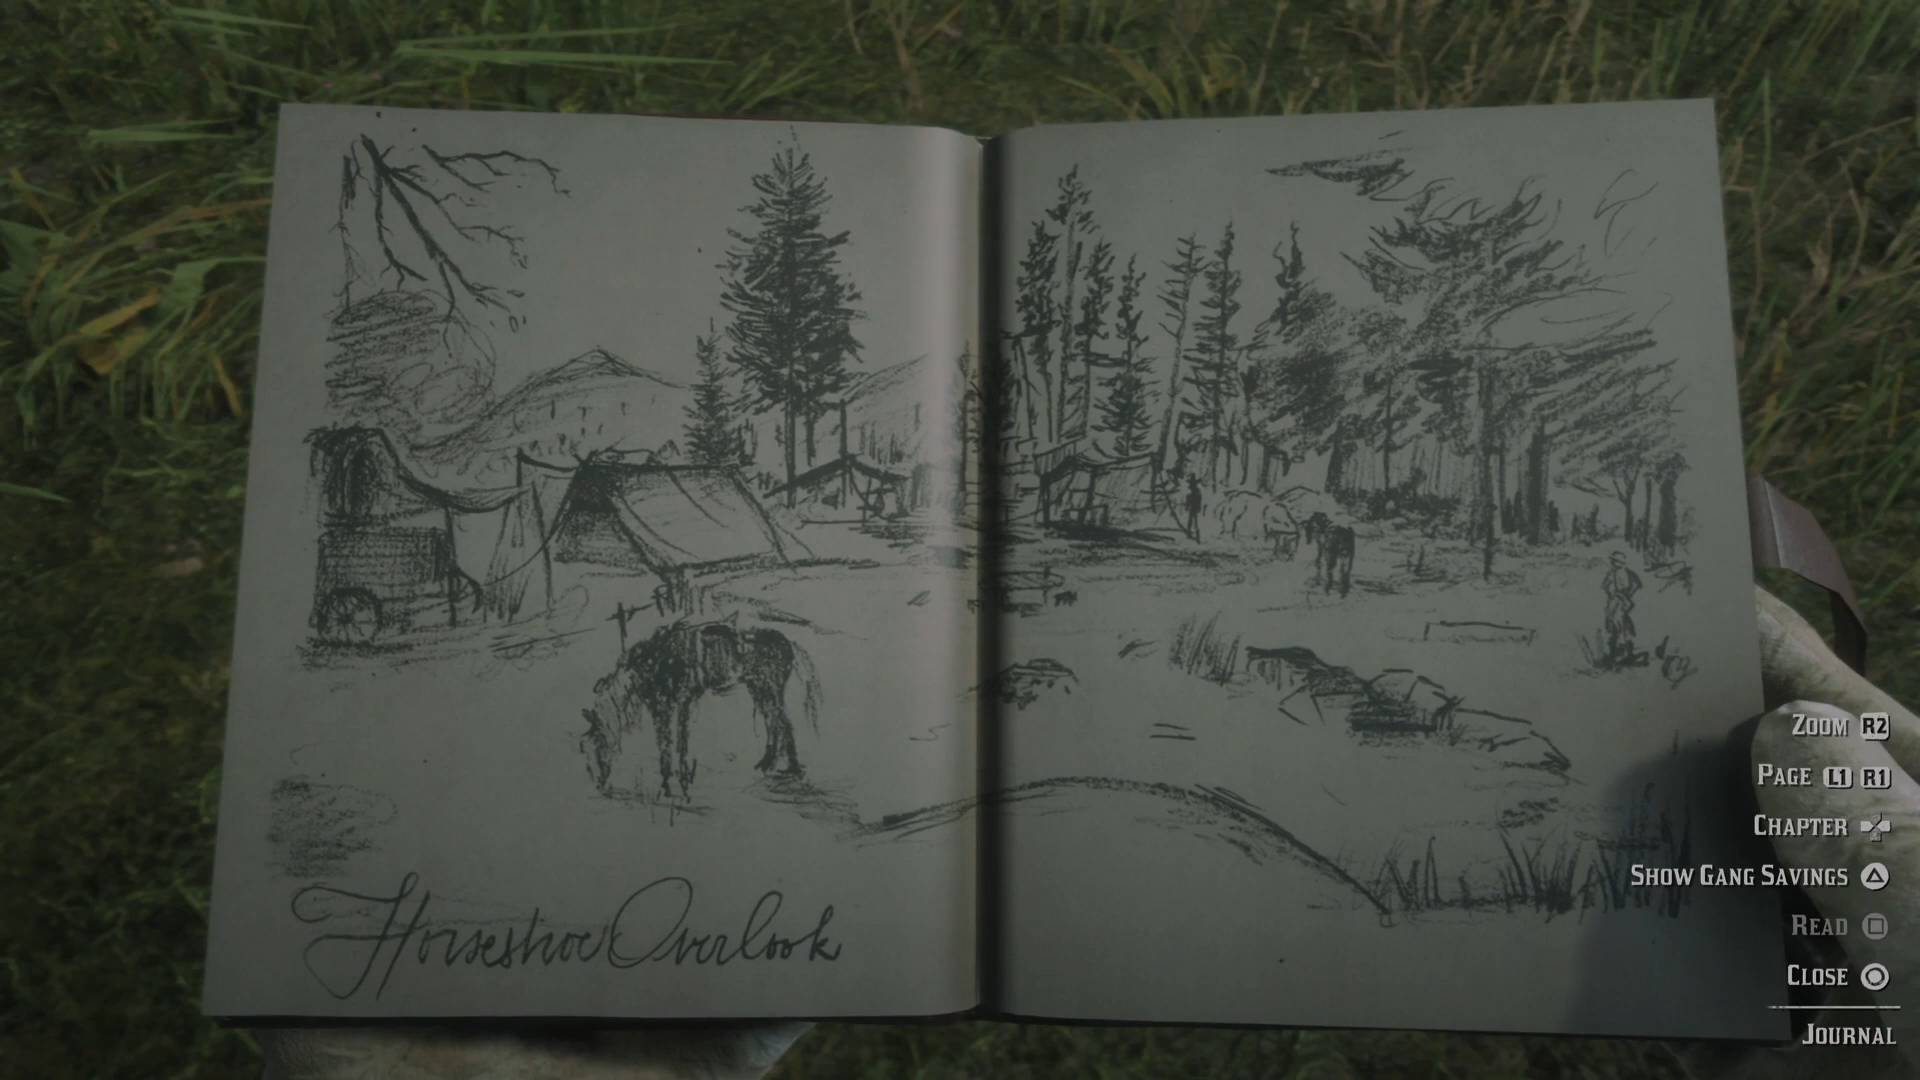 Horseshoe Overlook
Zoom R2
Page L1 R1
Chapter
Show Gang Savings
Read
Close
Journal